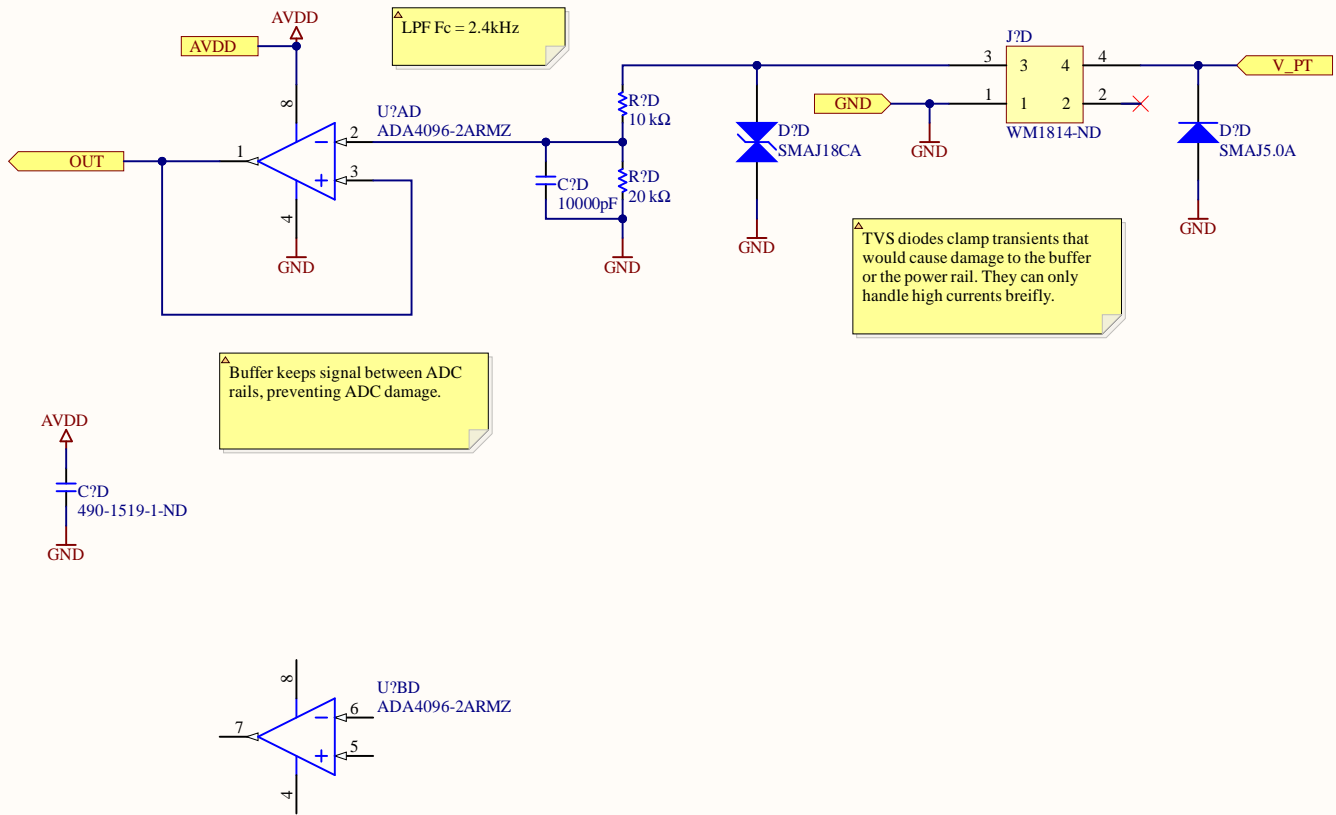 AVDD
AVDD
LPF Fc = 2.4kHz
8
U?AD
ADA4096-2ARMZ
2
3
1
4
OUT
GND
R?D
10 kΩ
R?D
20 kΩ
C?D
10000pF
GND
D?D
SMAJ18CA
GND
J?D
3
3
4
4
GND
1
1
2
2
GND
WM1814-ND
V_PT
D?D
SMAJ5.0A
GND
TVS diodes clamp transients that
would cause damage to the buffer
or the power rail. They can only
handle high currents breifly.
Buffer keeps signal between ADC
rails, preventing ADC damage.
AVDD
C?D
490-1519-1-ND
GND
8
U?BD
ADA4096-2ARMZ
6
7
5
4